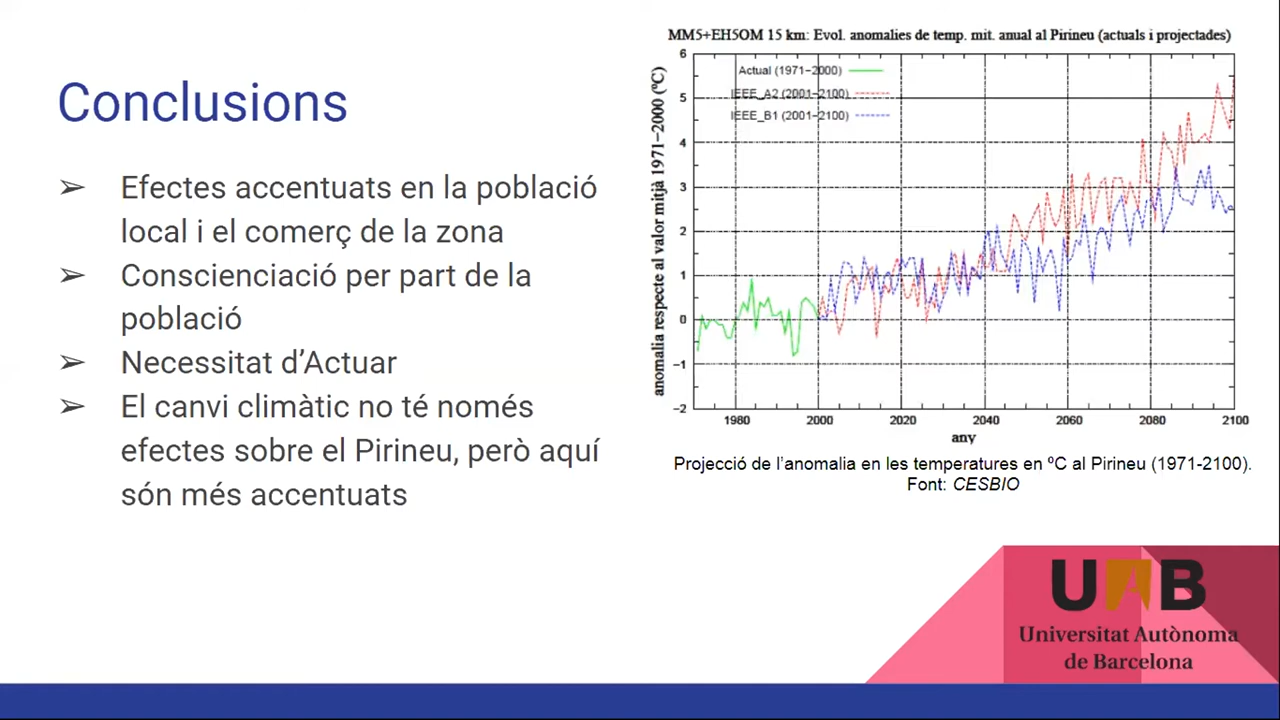 Conclusions
➢ Efectes accentuats en la població
local i el comerç de la zona
➢ Conscienciació per part de la
població
➢ Necessitat d'Actuar
➢ El canvi climàtic no té només
efectes sobre el Pirineu, però aquí
són més accentuats
MM5+EH5OM 15 km: Evol. anomalies de temp. mit. anual al Pirineu (actuals i projectades)
anomalia respecte al valor mitjà 1971−2000 (ºC)
6
5
4
3
2
1
0
−1
−2
Actual (1971−2000)
IEEE_A2 (2001−2100)
IEEE_B1 (2001−2100)
1980 2000 2020 2040 2060 2080 2100
any
Projecció de l'anomalia en les temperatures en ºC al Pirineu (1971-2100).
Font: CESBIO
UAB
Universitat Autònoma
de Barcelona